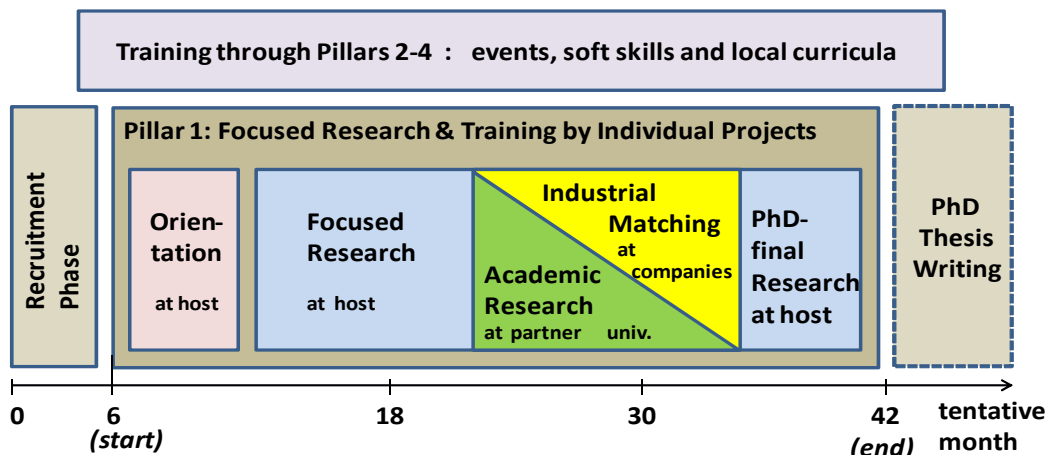 Training through Pillars 2-4 : events, soft skills and local curricula
Recruitment
Phase
Pillar 1: Focused Research & Training by Individual Projects
Orien-
tation
at host
Focused
Research
at host
Industrial
Matching
at
companies
Academic
Research
at partner univ.
PhD-
final
Research
at host
PhD
Thesis
Writing
0
6
18
30
42
tentative
month
(start)
(end)